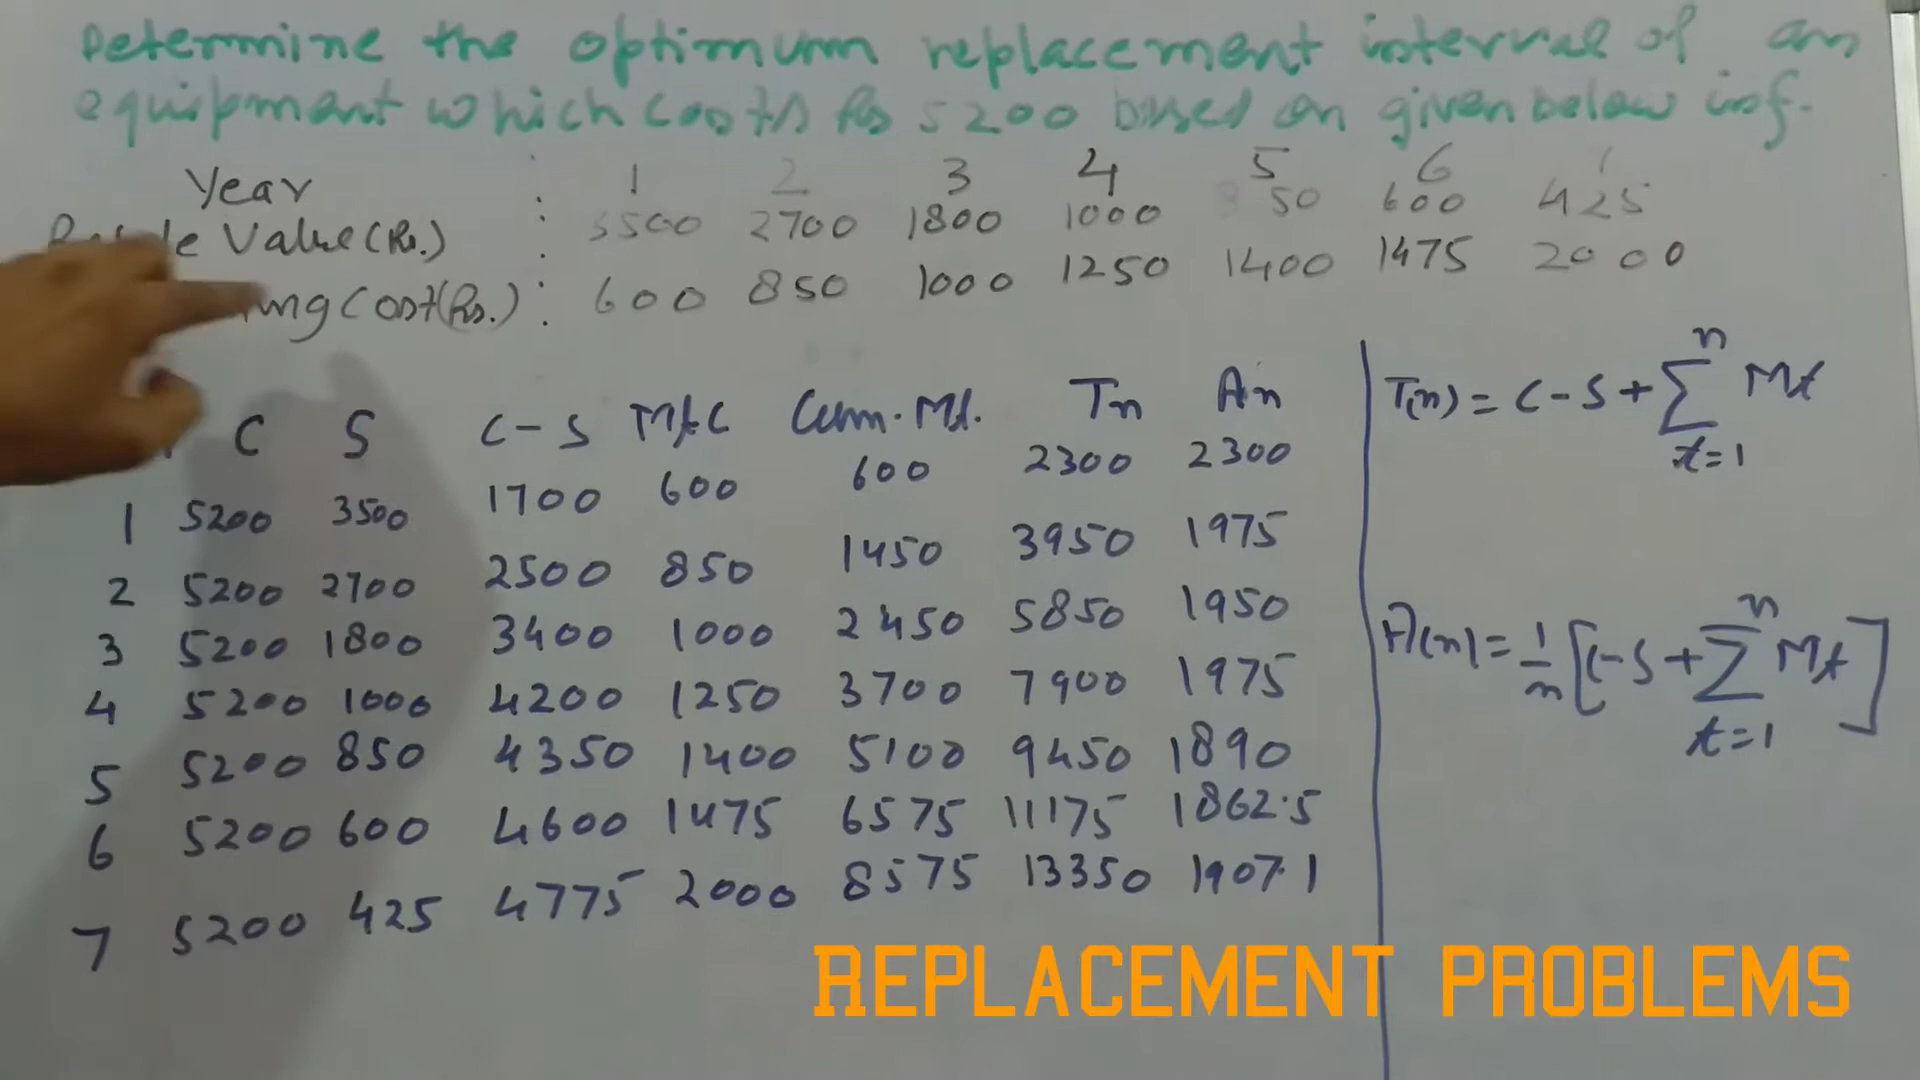 Determine the optimum replacement interval of an
equipment which costs Rs 5200 based on given below inf.
Year : 1 2 3 4 5 6
Value (Rs.) : 3500 2700 1800 1000 50 600 425
Cost (Rs.) : 600 850 1000 1250 1400 1475 2000
C S C-S Mt.C Cum. Mt. Tn An
1 5200 3500 1700 600 600 2300 2300
2 5200 2700 2500 850 1450 3950 1975
3 5200 1800 3400 1000 2450 5850 1950
4 5200 1000 4200 1250 3700 7900 1975
5 5200 850 4350 1400 5100 9450 1890
6 5200 600 4600 1475 6575 11175 1862.5
7 5200 425 4775 2000 8575 13350 1907.1
T(n) = C-S + n∑t=1 Mt
A(n) = 1/n [C-S + n∑t=1 Mt]
REPLACEMENT PROBLEMS